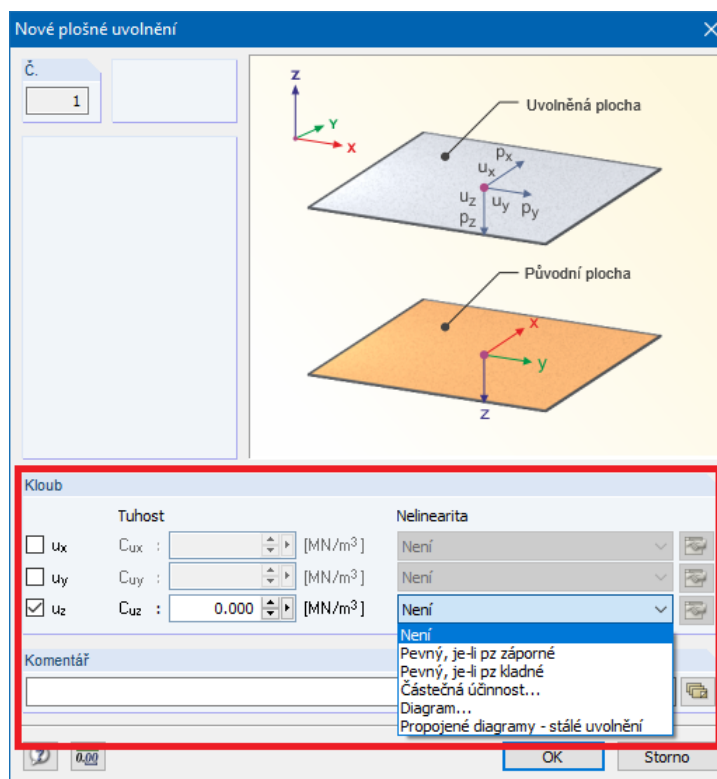 Nové plošné uvolnění
Č.
1
Z
Y
X
Uvolněná plocha
px
ux
uz uy py
pz
Původní plocha
x
y
z
Kloub
Tuhost Nelinearita
ux Cux : [MN/m³] Není
uy Cuy : [MN/m³] Není
uz Cuz : 0.000 [MN/m³] Není
Není
Pevný, je-li pz záporné
Pevný, je-li pz kladné
Částečná účinnost...
Diagram...
Propojené diagramy - stálé uvolnění
Komentář
0.00 OK Storno